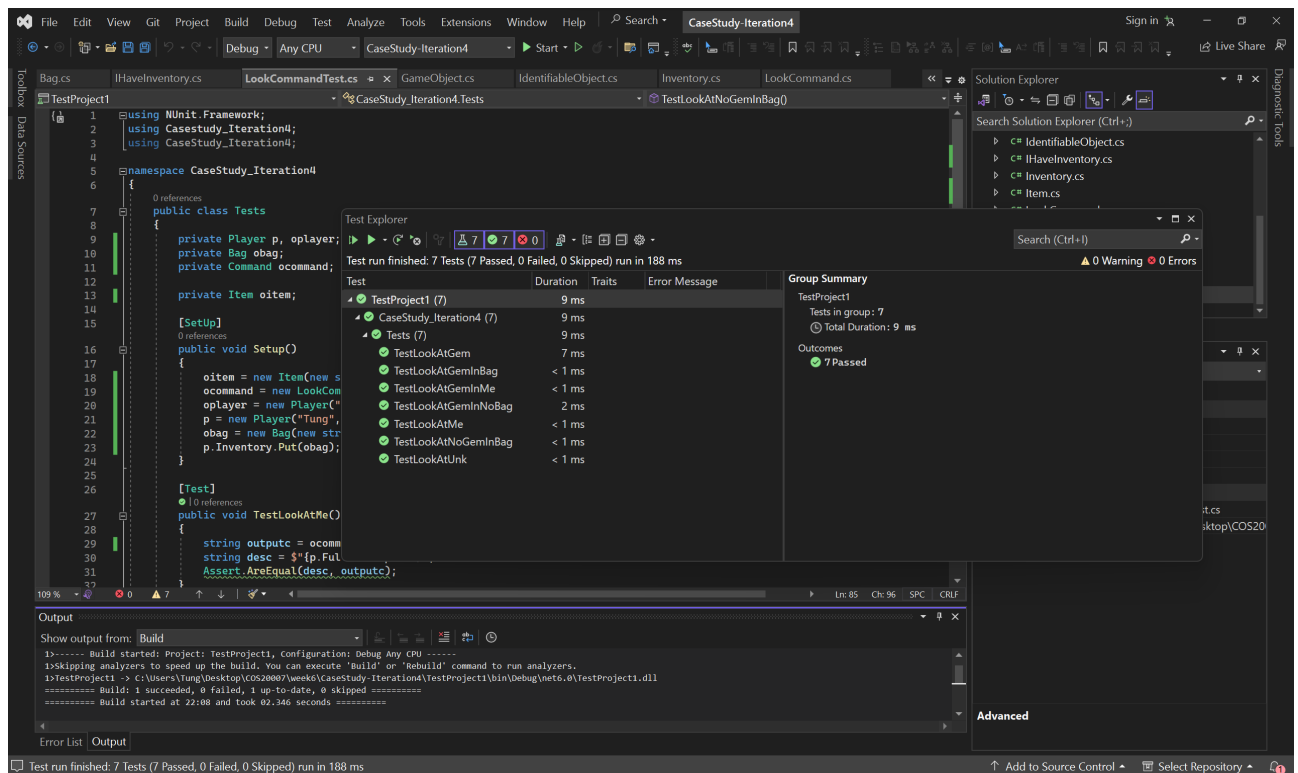 File Edit View Git Project Build Debug Test Analyze Tools Extensions Window Help Search CaseStudy-Iteration4 Sign in
Debug Any CPU CaseStudy-Iteration4 Start Live Share
Toolbox
Data Sources
Bag.cs IHaveInventory.cs LookCommandTest.cs GameObject.cs IdentifiableObject.cs Inventory.cs LookCommand.cs
TestProject1 CaseStudy_Iteration4.Tests TestLookAtNoGemInBag()
1 using NUnit.Framework;
2 using Casestudy_Iteration4;
3 using CaseStudy_Iteration4;
4
5 namespace CaseStudy_Iteration4
6 {
0 references
7 public class Tests
8 {
9 private Player p, oplayer;
10 private Bag obag;
11 private Command ocommand;
12
13 private Item oitem;
14
15 [SetUp]
0 references
16 public void Setup()
17 {
18 oitem = new Item(new s
19 ocommand = new LookCom
20 oplayer = new Player("
21 p = new Player("Tung",
22 obag = new Bag(new str
23 p.Inventory.Put(obag);
24 }
25
26 [Test]
0 references
27 public void TestLookAtMe()
28 {
29 string outputc = ocomm
30 string desc = $"{p.Ful
31 Assert.AreEqual(desc, outputc);
32 }
109 % 0 7 Ln: 85 Ch: 96 SPC CRLF
Test Explorer
7 7 0 Search (Ctrl+I)
Test run finished: 7 Tests (7 Passed, 0 Failed, 0 Skipped) run in 188 ms 0 Warning 0 Errors
Test Duration Traits Error Message
TestProject1 (7) 9 ms
CaseStudy_Iteration4 (7) 9 ms
Tests (7) 9 ms
TestLookAtGem 7 ms
TestLookAtGemInBag < 1 ms
TestLookAtGemInMe < 1 ms
TestLookAtGemInNoBag 2 ms
TestLookAtMe < 1 ms
TestLookAtNoGemInBag < 1 ms
TestLookAtUnk < 1 ms
Group Summary
TestProject1
Tests in group: 7
Total Duration: 9 ms
Outcomes
7 Passed
Solution Explorer
Search Solution Explorer (Ctrl+;)
C# IdentifiableObject.cs
C# IHaveInventory.cs
C# Inventory.cs
C# Item.cs
Diagnostic Tools
st.cs
sktop\COS20
Advanced
Output
Show output from: Build
1>------ Build started: Project: TestProject1, Configuration: Debug Any CPU ------
1>Skipping analyzers to speed up the build. You can execute 'Build' or 'Rebuild' command to run analyzers.
1>TestProject1 -> C:\Users\Tung\Desktop\COS20007\week6\CaseStudy-Iteration4\TestProject1\bin\Debug\net6.0\TestProject1.dll
========== Build: 1 succeeded, 0 failed, 1 up-to-date, 0 skipped ==========
========== Build started at 22:08 and took 02.346 seconds ==========
Error List Output
Test run finished: 7 Tests (7 Passed, 0 Failed, 0 Skipped) run in 188 ms Add to Source Control Select Repository 1